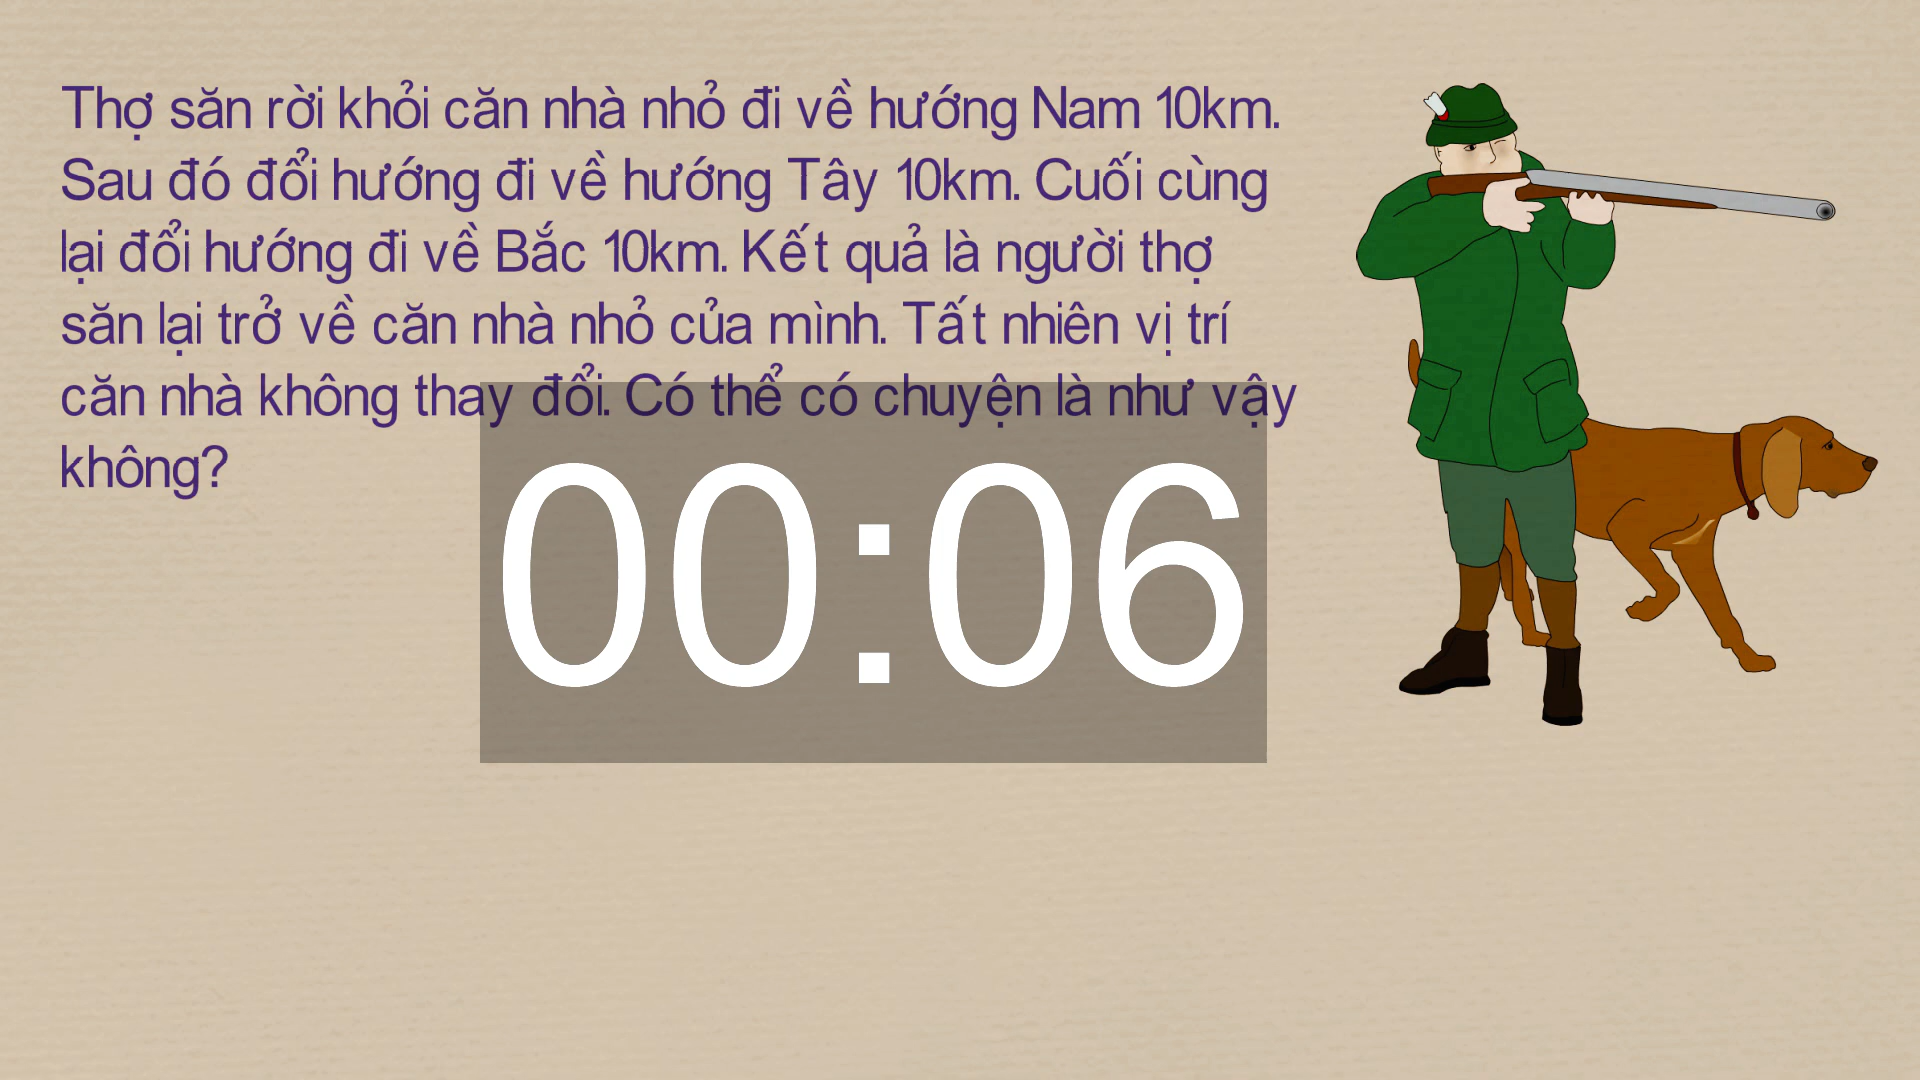 Thợ săn rời khỏi căn nhà nhỏ đi về hướng Nam 10km.
Sau đó đổi hướng đi về hướng Tây 10km. Cuối cùng
lại đổi hướng đi về Bắc 10km. Kết quả là người thợ
săn lại trở về căn nhà nhỏ của mình. Tất nhiên vị trí
căn nhà không thay đổi. Có thể có chuyện là như vậy
không?
00:06